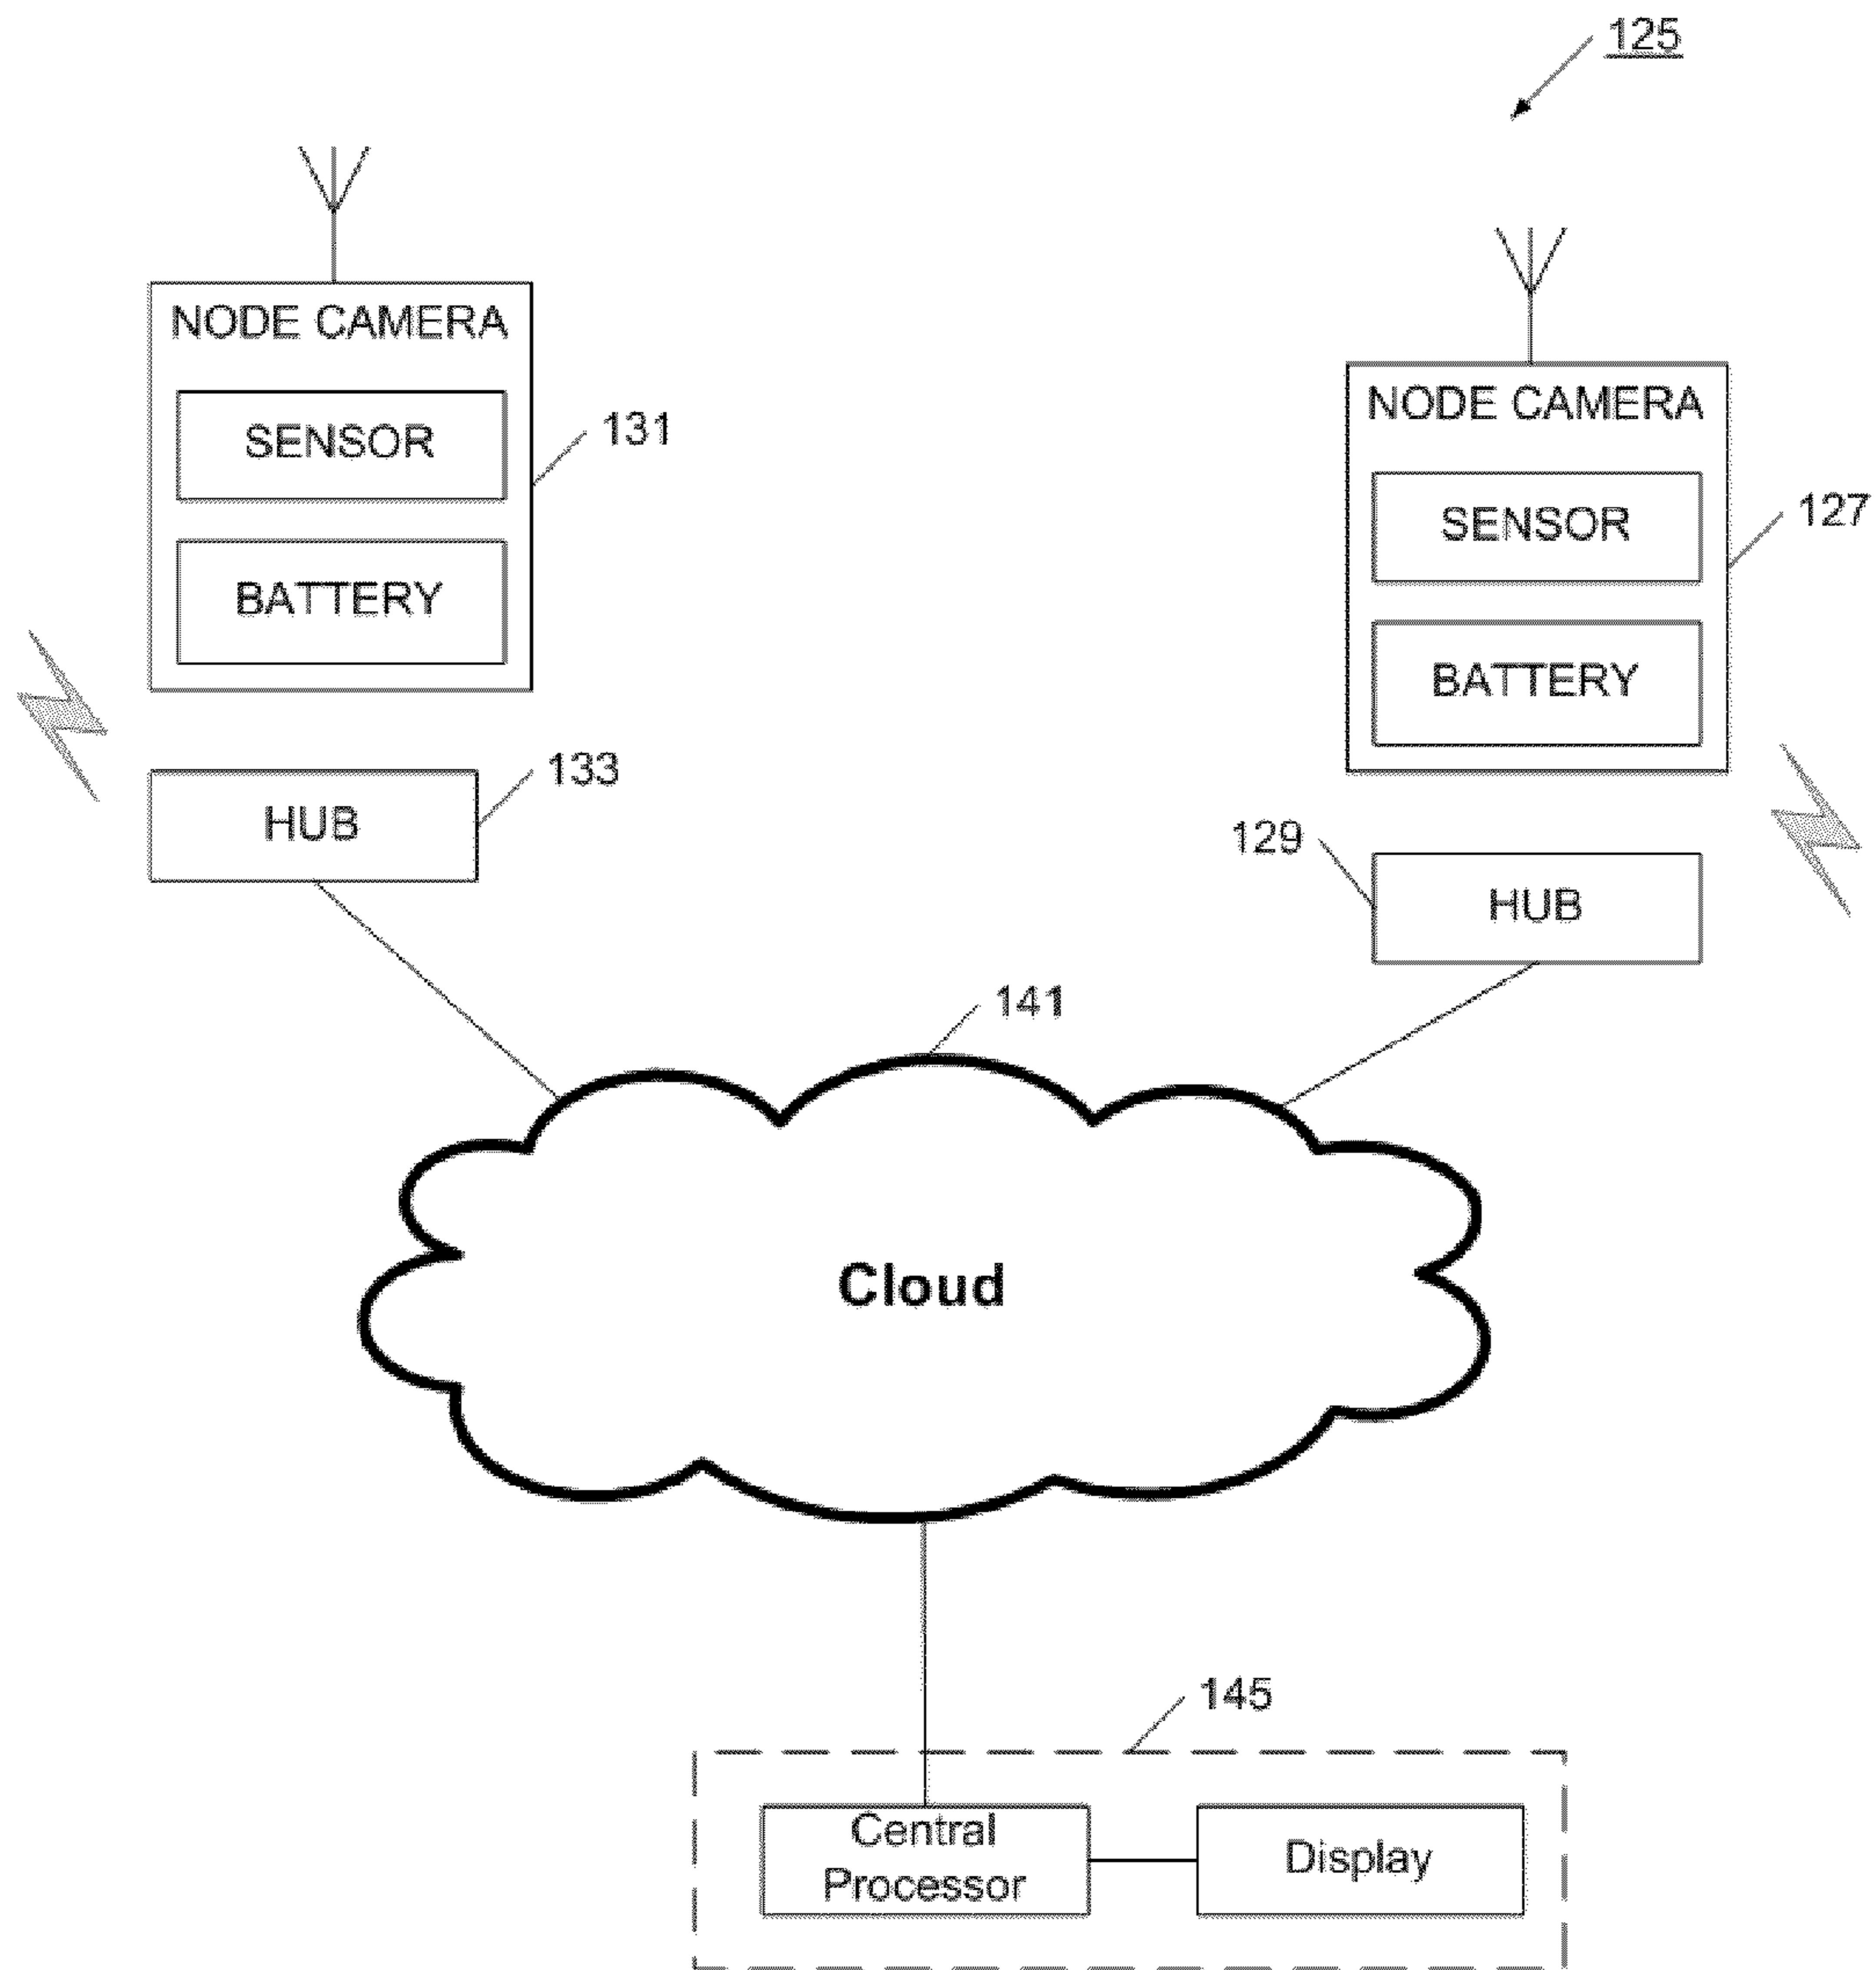 125
NODE CAMERA
SENSOR
131
BATTERY
NODE CAMERA
SENSOR
127
BATTERY
133
HUB
129
HUB
141
Cloud
145
Central
Processor
Display